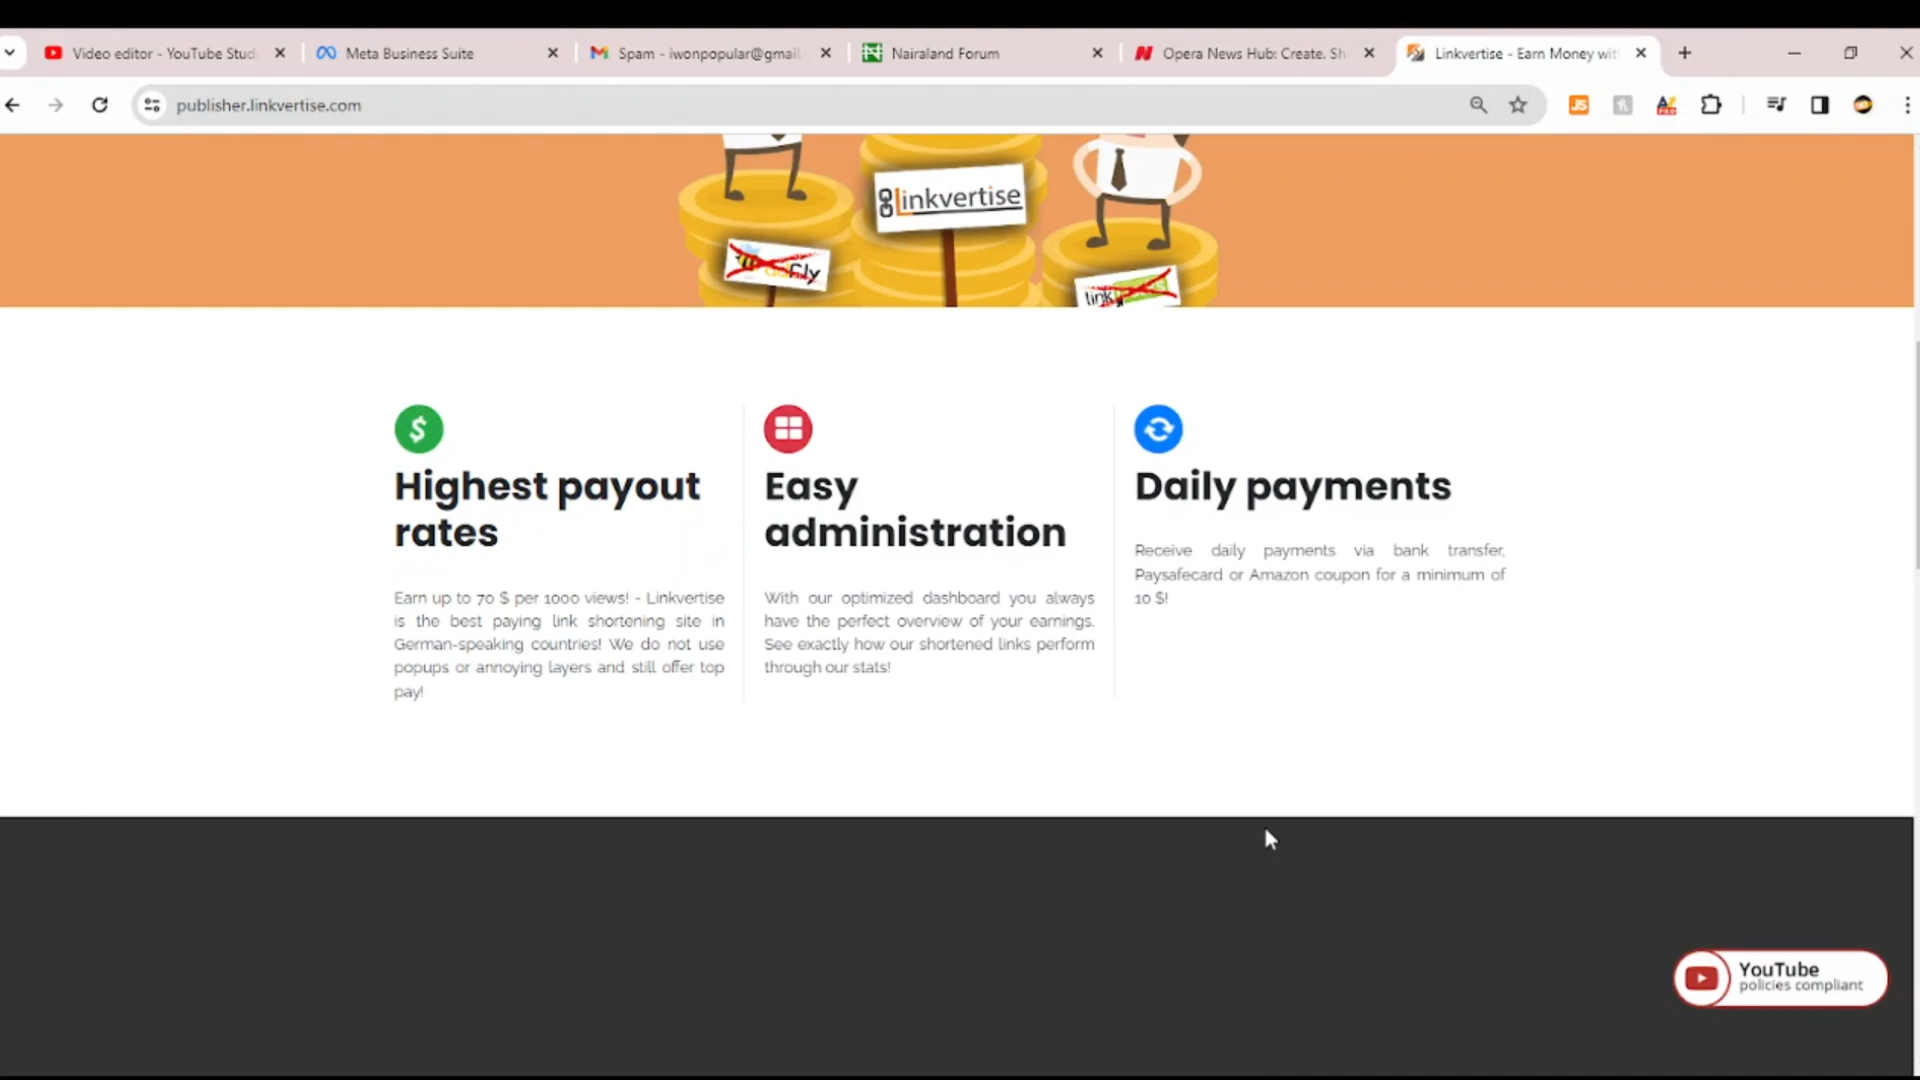 Video editor - YouTube Studi
Meta Business Suite
Spam - iwonpopular@gmail.
Nairaland Forum
Opera News Hub: Create. Sh
Linkvertise - Earn Money wit
publisher.linkvertise.com
Linkvertise
adfly
link
Highest payout
rates
Earn up to 70 $ per 1000 views! - Linkvertise
is the best paying link shortening site in
German-speaking countries! We do not use
popups or annoying layers and still offer top
pay!
Easy
administration
With our optimized dashboard you always
have the perfect overview of your earnings.
See exactly how our shortened links perform
through our stats!
Daily payments
Receive daily payments via bank transfer,
Paysafecard or Amazon coupon for a minimum of
10 $!
YouTube
policies compliant